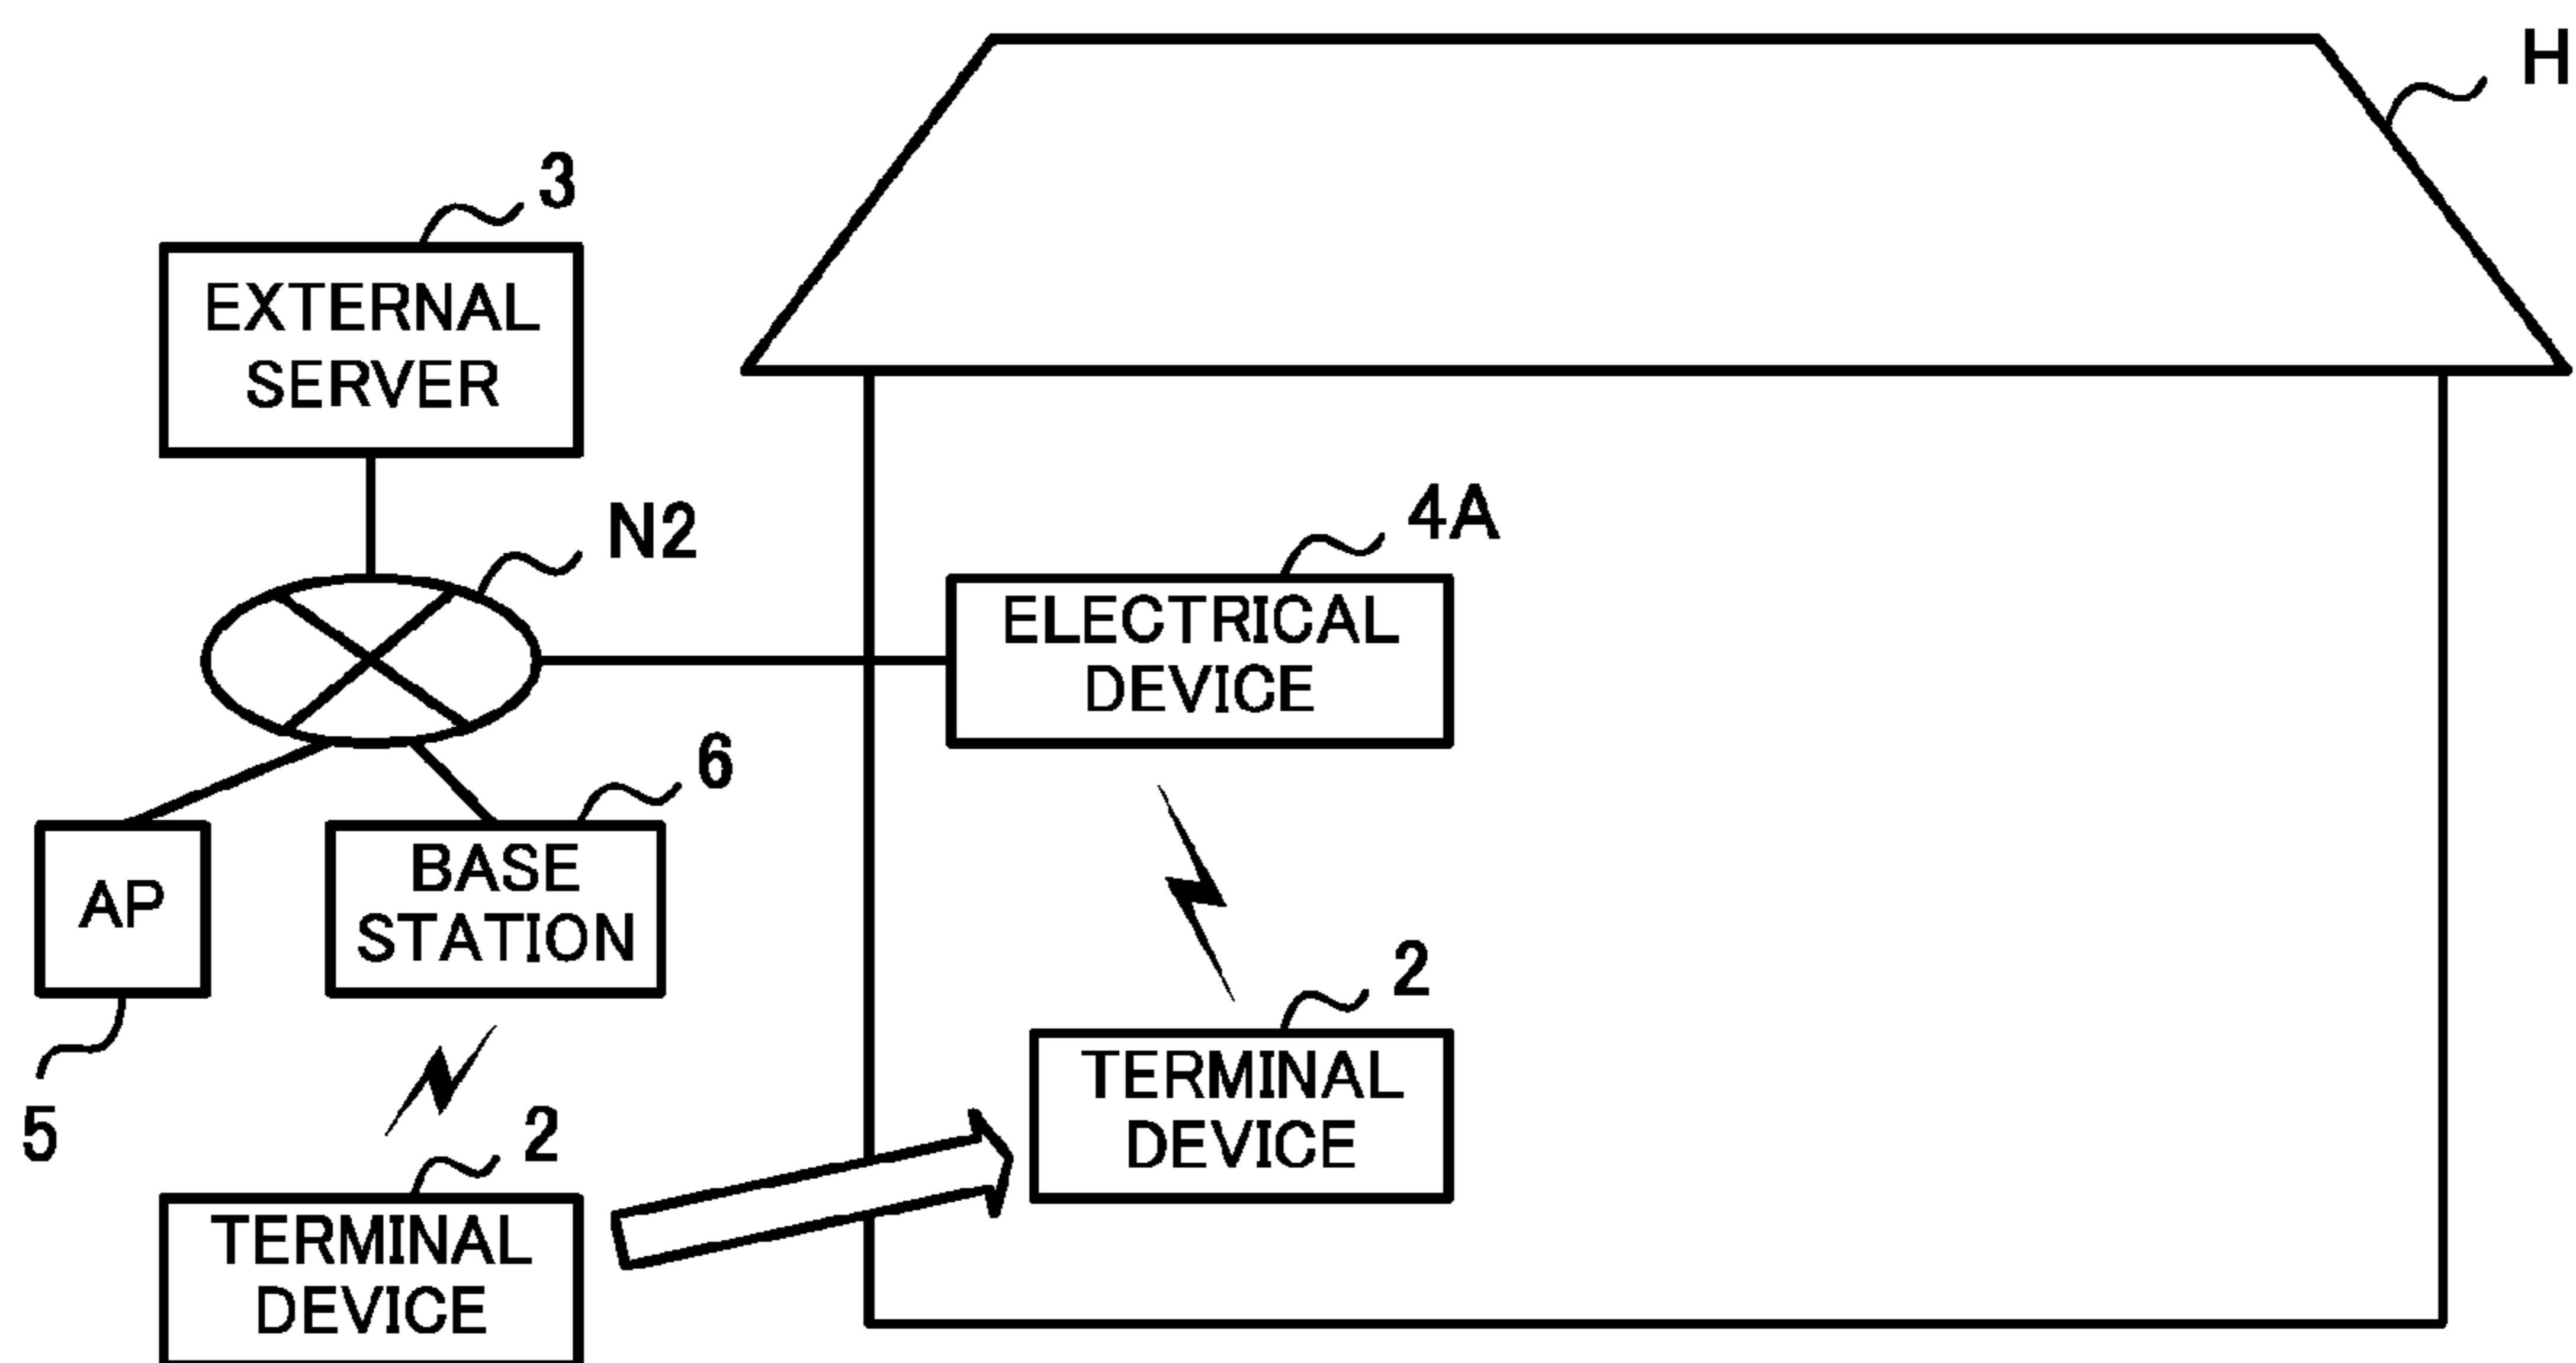 H
3
EXTERNAL
SERVER
N2
4A
ELECTRICAL
DEVICE
6
AP
BASE
STATION
5
2
TERMINAL
DEVICE
2
TERMINAL
DEVICE